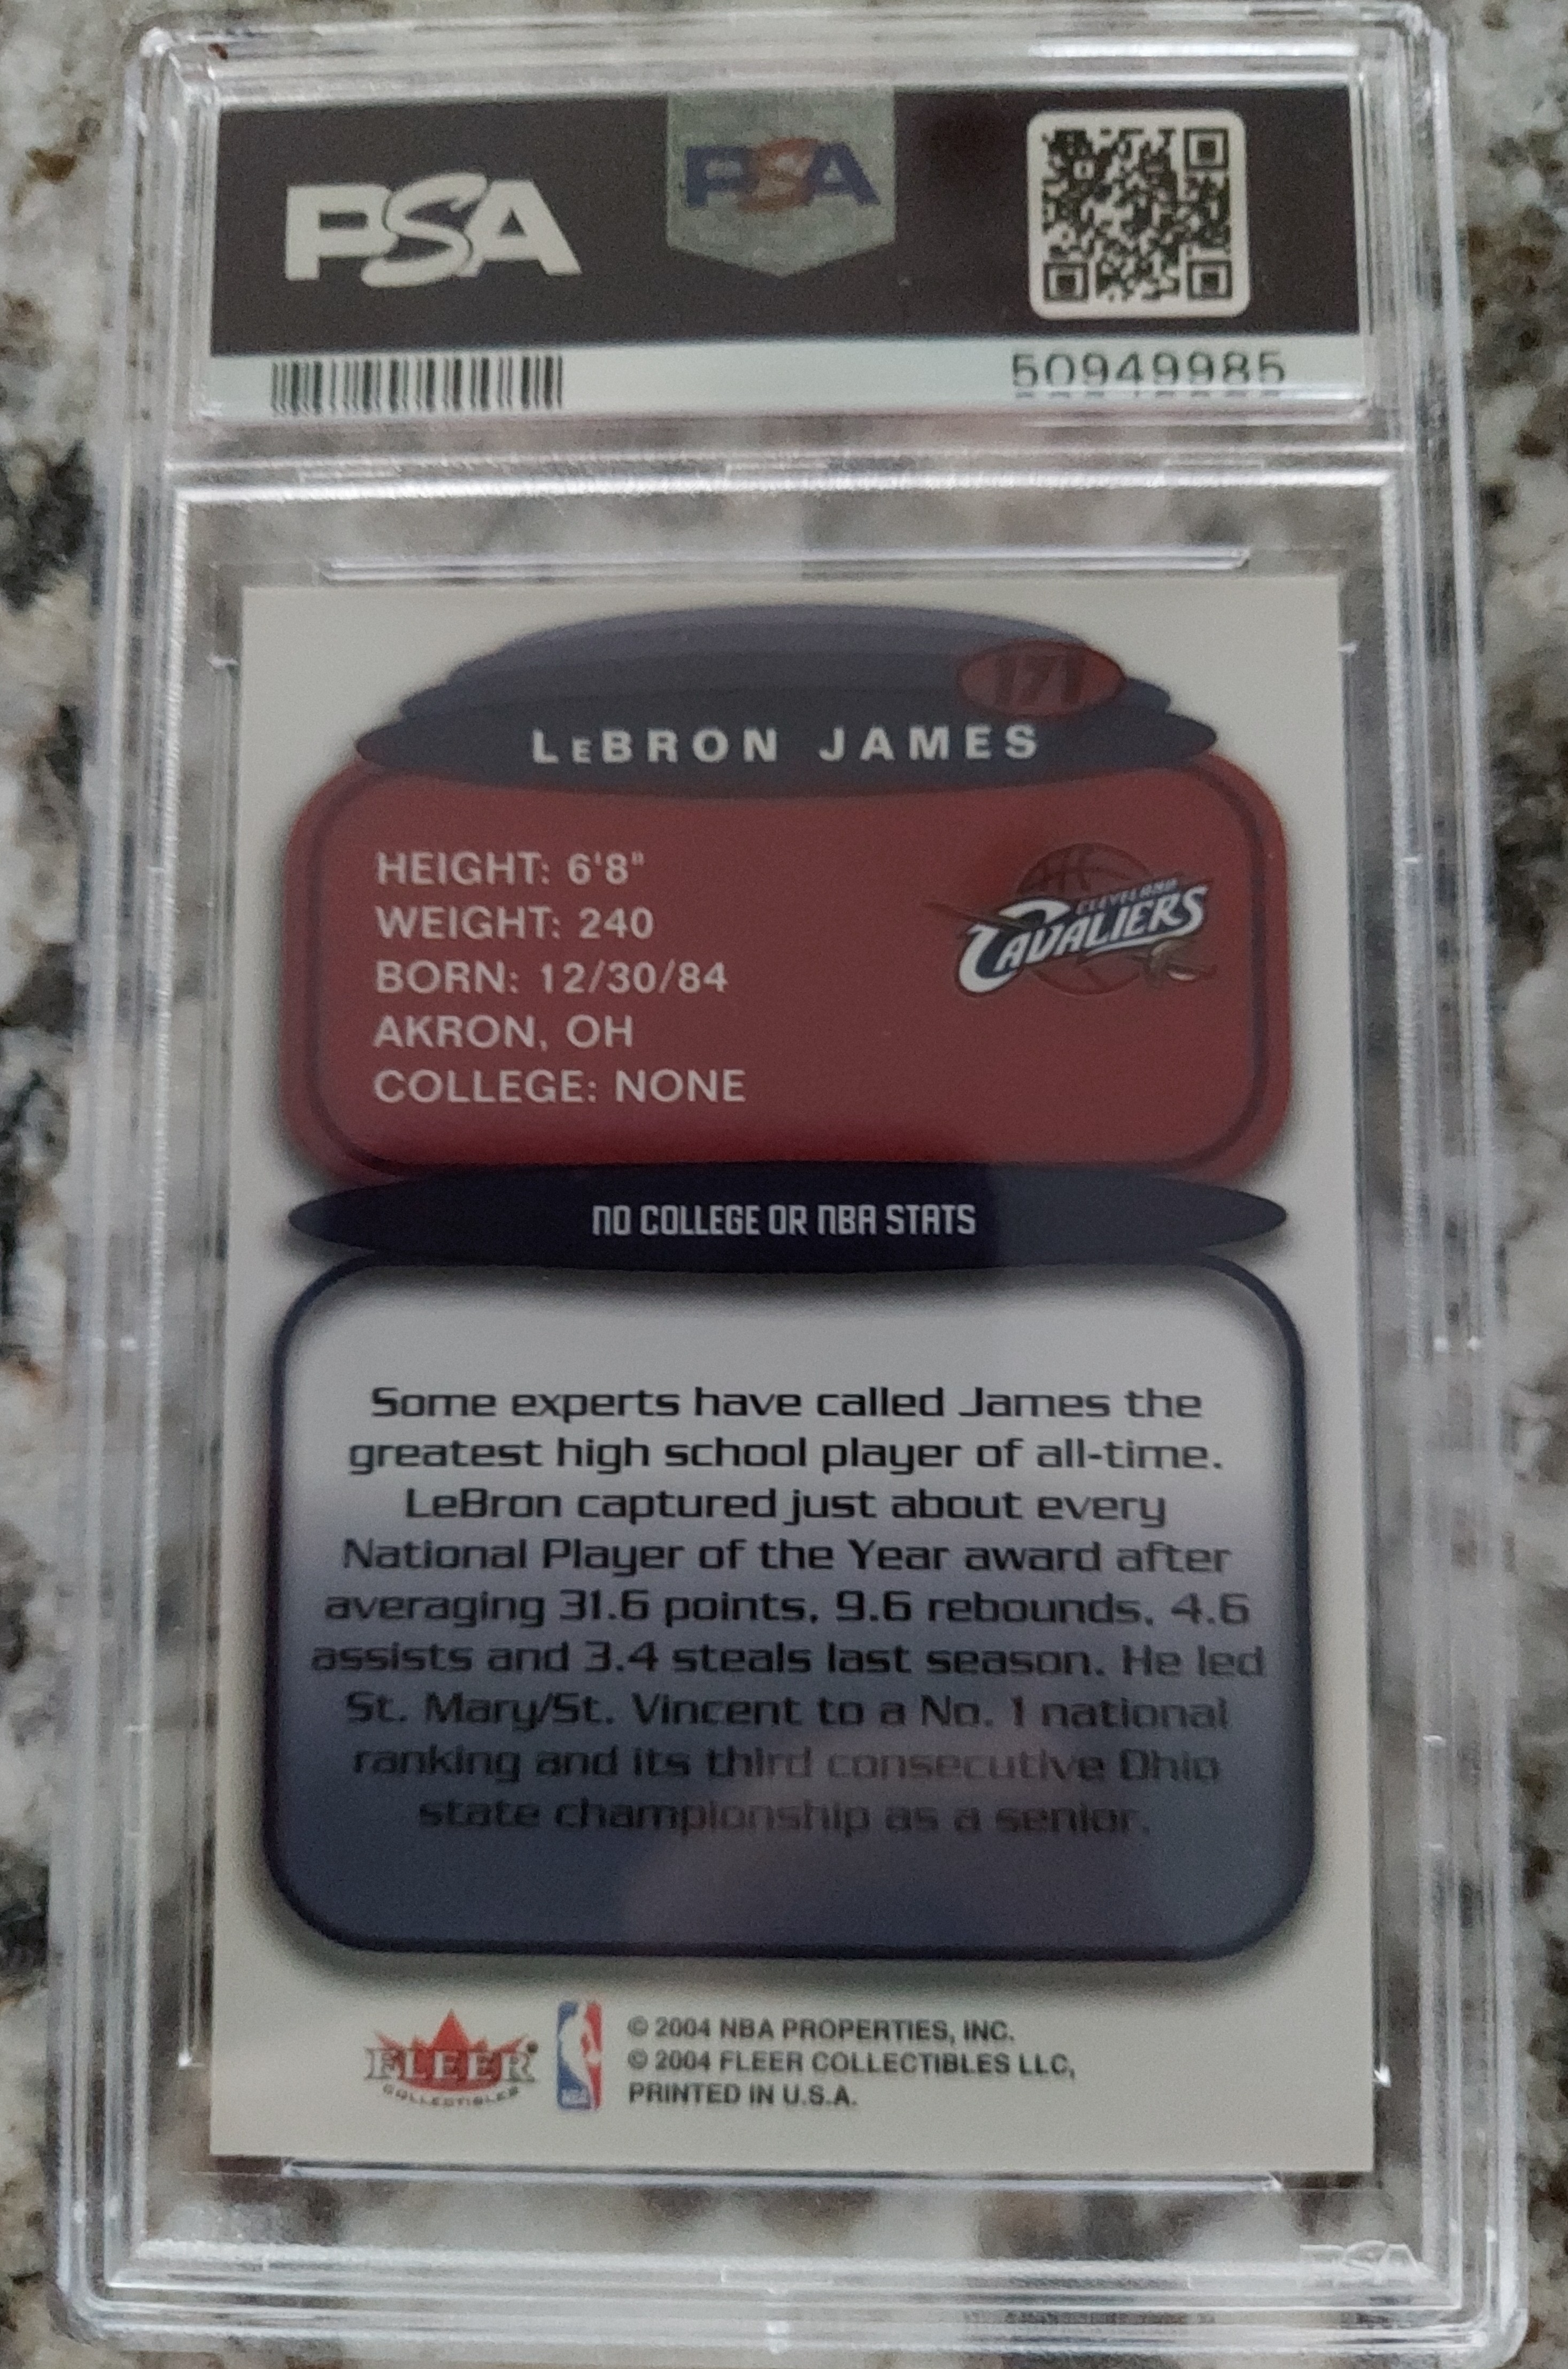 PSA
PSA
50949985
171
LeBRON JAMES
HEIGHT: 6'8"
WEIGHT: 240
BORN: 12/30/84
AKRON, OH
COLLEGE: NONE
CLEVELAND
CAVALIERS
NO COLLEGE OR NBA STATS
Some experts have called James the
greatest high school player of all-time.
LeBron captured just about every
National Player of the Year award after
averaging 31.6 points, 9.6 rebounds, 4.6
assists and 3.4 steals last season. He led
St. Mary/St. Vincent to a No. 1 national
ranking and its third consecutive Ohio
state championship as a senior.
FLEER®
COLLECTIBLES
NBA
© 2004 NBA PROPERTIES, INC.
© 2004 FLEER COLLECTIBLES LLC,
PRINTED IN U.S.A.
PSA